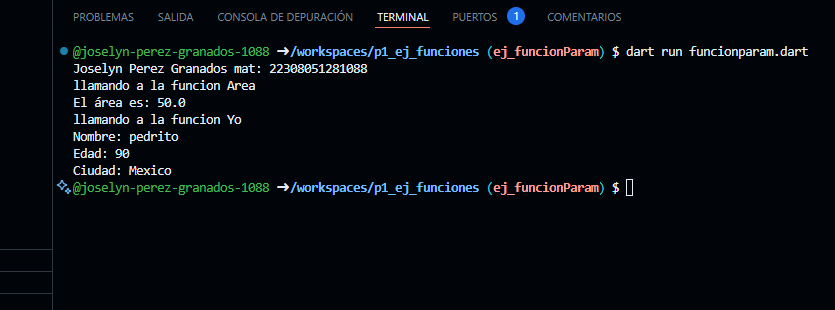 PROBLEMAS SALIDA CONSOLA DE DEPURACIÓN TERMINAL PUERTOS 1 COMENTARIOS
@joselyn-perez-granados-1088 ➜/workspaces/p1_ej_funciones (ej_funcionParam) $ dart run funcionparam.dart
Joselyn Perez Granados mat: 22308051281088
llamando a la funcion Area
El área es: 50.0
llamando a la funcion Yo
Nombre: pedrito
Edad: 90
Ciudad: Mexico
@joselyn-perez-granados-1088 ➜/workspaces/p1_ej_funciones (ej_funcionParam) $